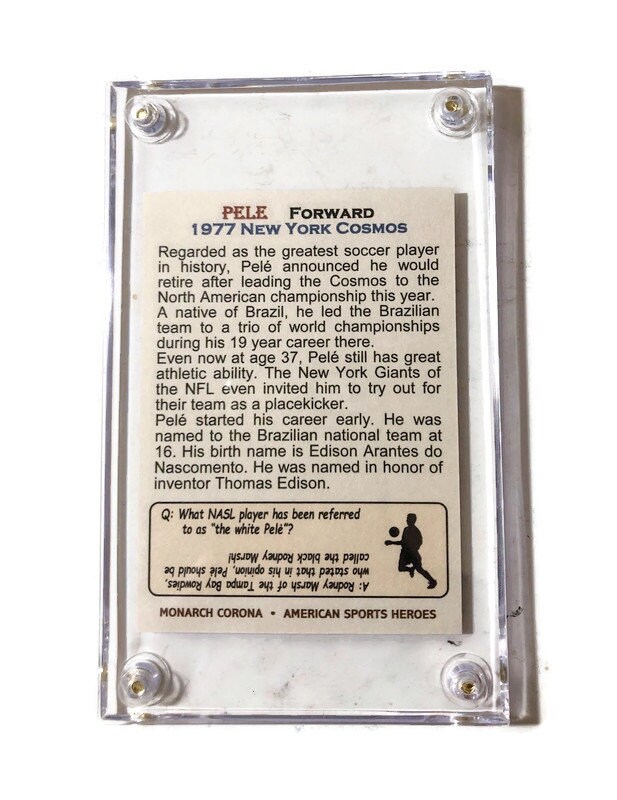 PELE FORWARD
1977 NEW YORK COSMOS
Regarded as the greatest soccer player
in history, Pelé announced he would
retire after leading the Cosmos to the
North American championship this year.
A native of Brazil, he led the Brazilian
team to a trio of world championships
during his 19 year career there.
Even now at age 37, Pelé still has great
athletic ability. The New York Giants of
the NFL even invited him to try out for
their team as a placekicker.
Pelé started his career early. He was
named to the Brazilian national team at
16. His birth name is Edison Arantes do
Nascomento. He was named in honor of
inventor Thomas Edison.
Q: What NASL player has been referred
to as "the white Pelé"?
A: Rodney Marsh of the Tampa Bay Rowdies,
who stated that in his opinion, Pelé should be
called the black Rodney Marsh!
MONARCH CORONA • AMERICAN SPORTS HEROES